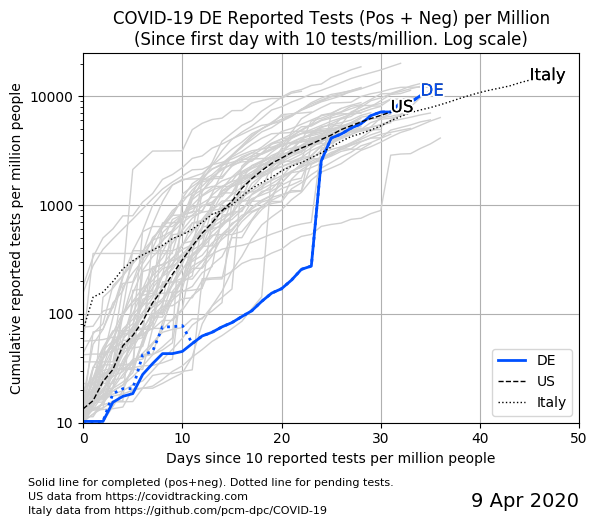 COVID-19 DE Reported Tests (Pos + Neg) per Million
(Since first day with 10 tests/million. Log scale)
Cumulative reported tests per million people
10000
1000
100
10
Italy
DE
US
DE
US
Italy
0
10
20
30
40
50
Days since 10 reported tests per million people
Solid line for completed (pos+neg). Dotted line for pending tests.
US data from https://covidtracking.com
Italy data from https://github.com/pcm-dpc/COVID-19
9 Apr 2020